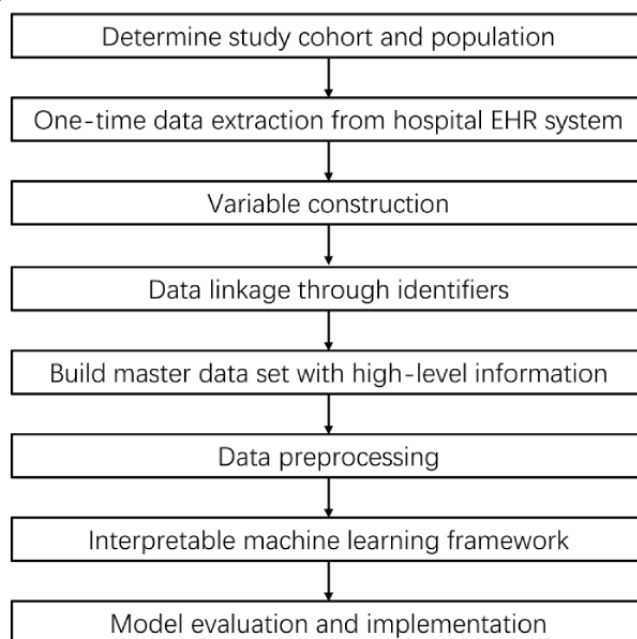 Determine study cohort and population
One-time data extraction from hospital EHR system
Variable construction
Data linkage through identifiers
Build master data set with high-level information
Data preprocessing
Interpretable machine learning framework
Model evaluation and implementation